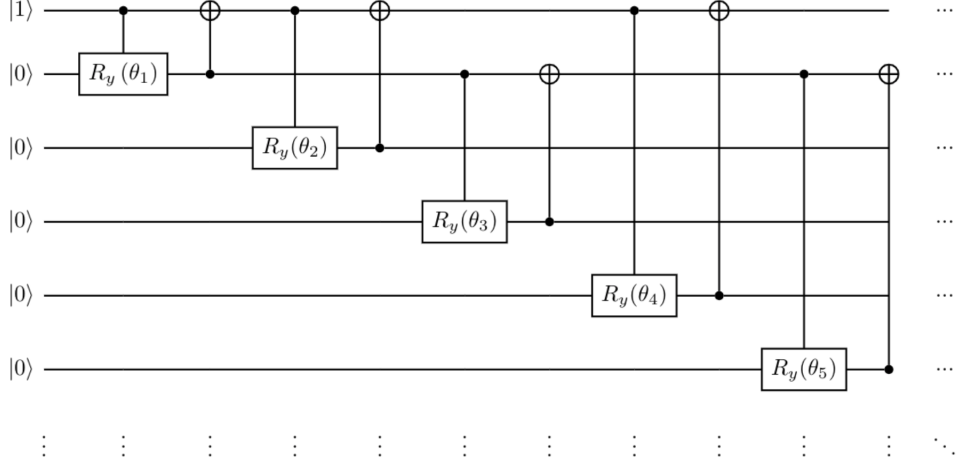 |1⟩ ...
|0⟩ R_y (θ_1) ...
|0⟩ R_y(θ_2) ...
|0⟩ R_y(θ_3) ...
|0⟩ R_y(θ_4) ...
|0⟩ R_y(θ_5) ...
⋮ ⋮ ⋮ ⋮ ⋮ ⋮ ⋮ ⋮ ⋮ ⋮ ⋮ ⋱